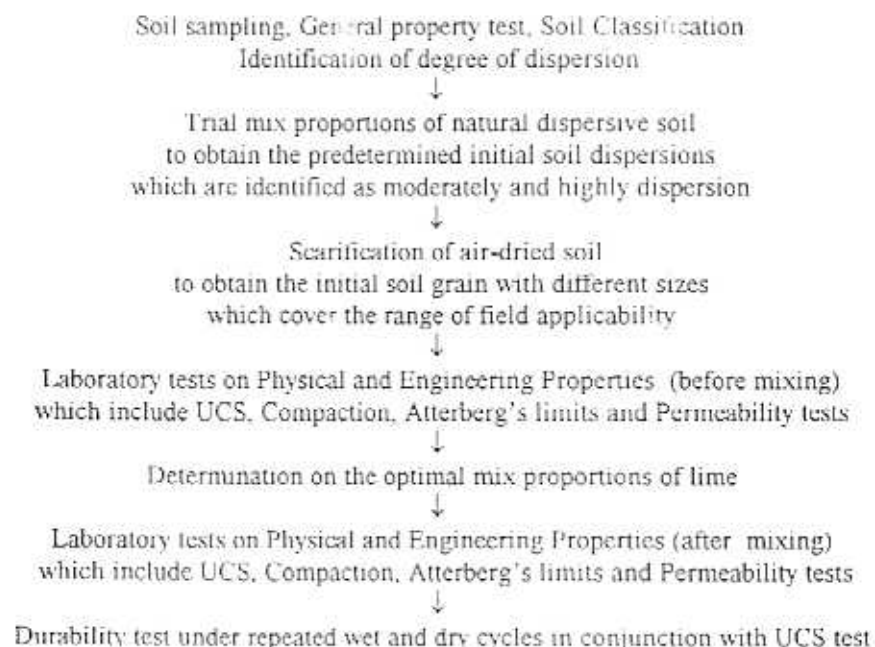 Soil sampling, General property test, Soil Classification
Identification of degree of dispersion
↓
Trial mix proportions of natural dispersive soil
to obtain the predetermined initial soil dispersions
which are identified as moderately and highly dispersion
↓
Scarification of air-dried soil
to obtain the initial soil grain with different sizes
which cover the range of field applicability
↓
Laboratory tests on Physical and Engineering Properties (before mixing)
which include UCS, Compaction, Atterberg's limits and Permeability tests
↓
Determination on the optimal mix proportions of lime
↓
Laboratory tests on Physical and Engineering Properties (after mixing)
which include UCS, Compaction, Atterberg's limits and Permeability tests
↓
Durability test under repeated wet and dry cycles in conjunction with UCS test